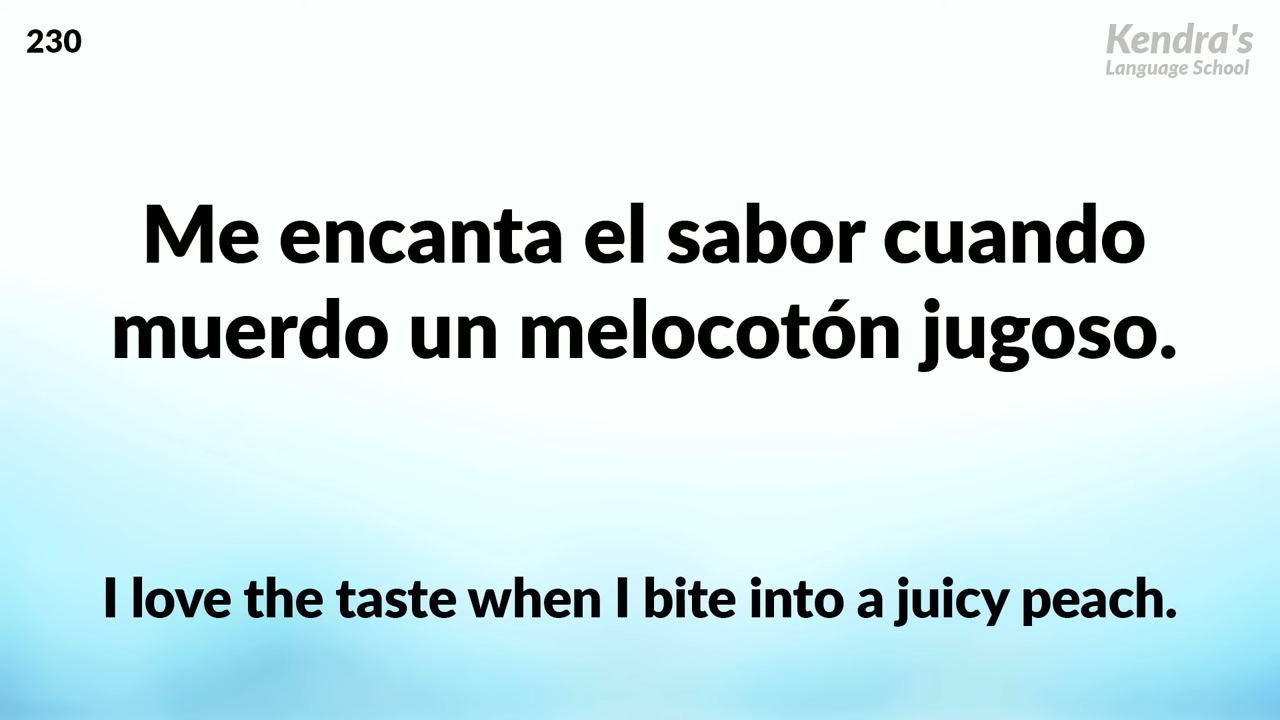 230
Kendra's
Language School
Me encanta el sabor cuando
muerdo un melocotón jugoso.
I love the taste when I bite into a juicy peach.